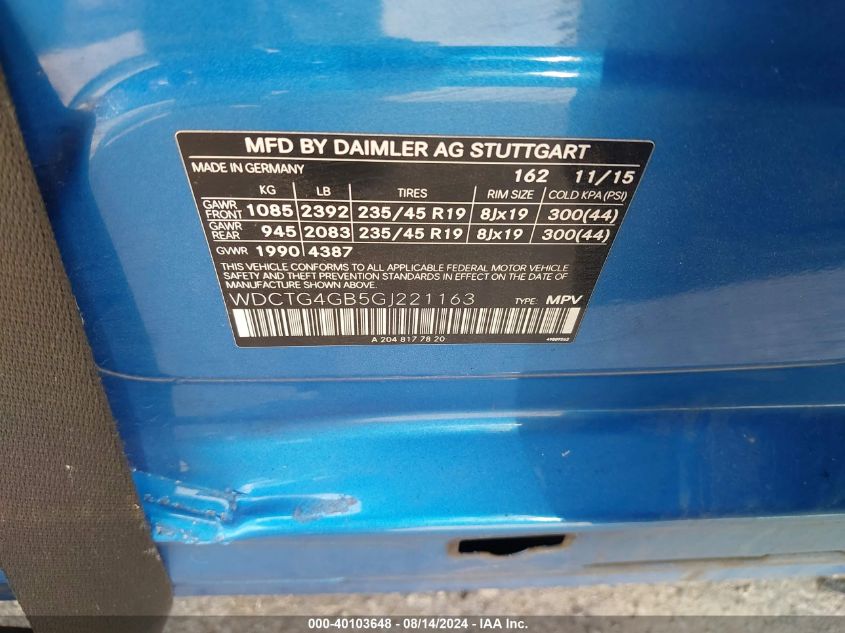 MFD BY DAIMLER AG STUTTGART
MADE IN GERMANY 162 11/15
KG LB TIRES RIM SIZE COLD KPA (PSI)
GAWR FRONT 1085 2392 235/45 R19 8Jx19 300(44)
GAWR REAR 945 2083 235/45 R19 8Jx19 300(44)
GVWR 1990 4387
THIS VEHICLE CONFORMS TO ALL APPLICABLE FEDERAL MOTOR VEHICLE
SAFETY AND THEFT PREVENTION STANDARDS IN EFFECT ON THE DATE OF
MANUFACTURE SHOWN ABOVE.
WDCTG4GB5GJ221163 TYPE: MPV
A 204 817 78 20
000-40103648 - 08/14/2024 - IAA Inc.